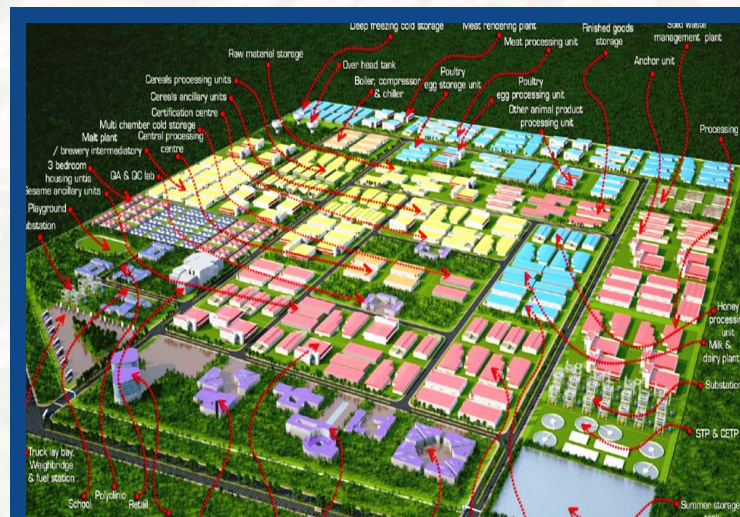 Deep freezing cold storage
Meat rendering plant
Finished goods
storage
Solid waste
management plant
Raw material storage
Meat processing unit
Anchor unit
Over head tank
Poultry
egg storage unit
Cereals processing units
Boiler, compressor
& chiller
Poultry
egg processing unit
Cereals ancillary units
Other animal product
processing unit
Certification centre
Multi chamber cold storage
Processing
Malt plant
/ brewery intermediatory
Central processing
centre
3 bedroom
housing untis
QA & QC lab
Sesame ancillary units
Playground
ubstation
Honey
processing
unit
Milk &
dairy plant
Substation
STP & CETP
Truck lay bay,
Weighbridge
& fuel station
School
Polyclinic
Retail
Summer storage